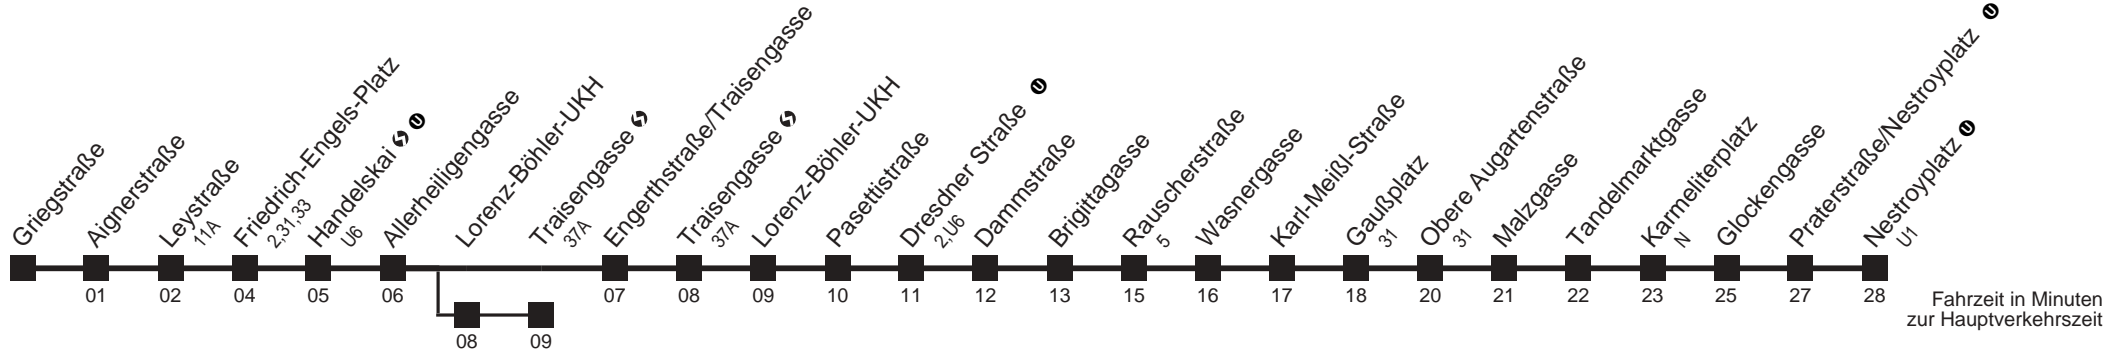 Griegstraße
Aignerstraße
01
Leystraße
11A
02
Friedrich-Engels-Platz
2,31,33
04
Handelskai S U
U6
05
Allerheiligengasse
06
Lorenz-Böhler-UKH
08
Traisengasse S
37A
09
Engerthstraße/Traisengasse
07
Traisengasse S
37A
08
Lorenz-Böhler-UKH
09
Pasettistraße
10
Dresdner Straße U
2,U6
11
Dammstraße
12
Brigittagasse
13
Rauscherstraße
5
15
Wasnergasse
16
Karl-Meißl-Straße
17
Gaußplatz
31
18
Obere Augartenstraße
31
20
Malzgasse
21
Tandelmarktgasse
22
Karmeliterplatz
N
23
Glockengasse
25
Praterstraße/Nestroyplatz U
27
Nestroyplatz U
U1
28
Fahrzeit in Minuten
zur Hauptverkehrszeit